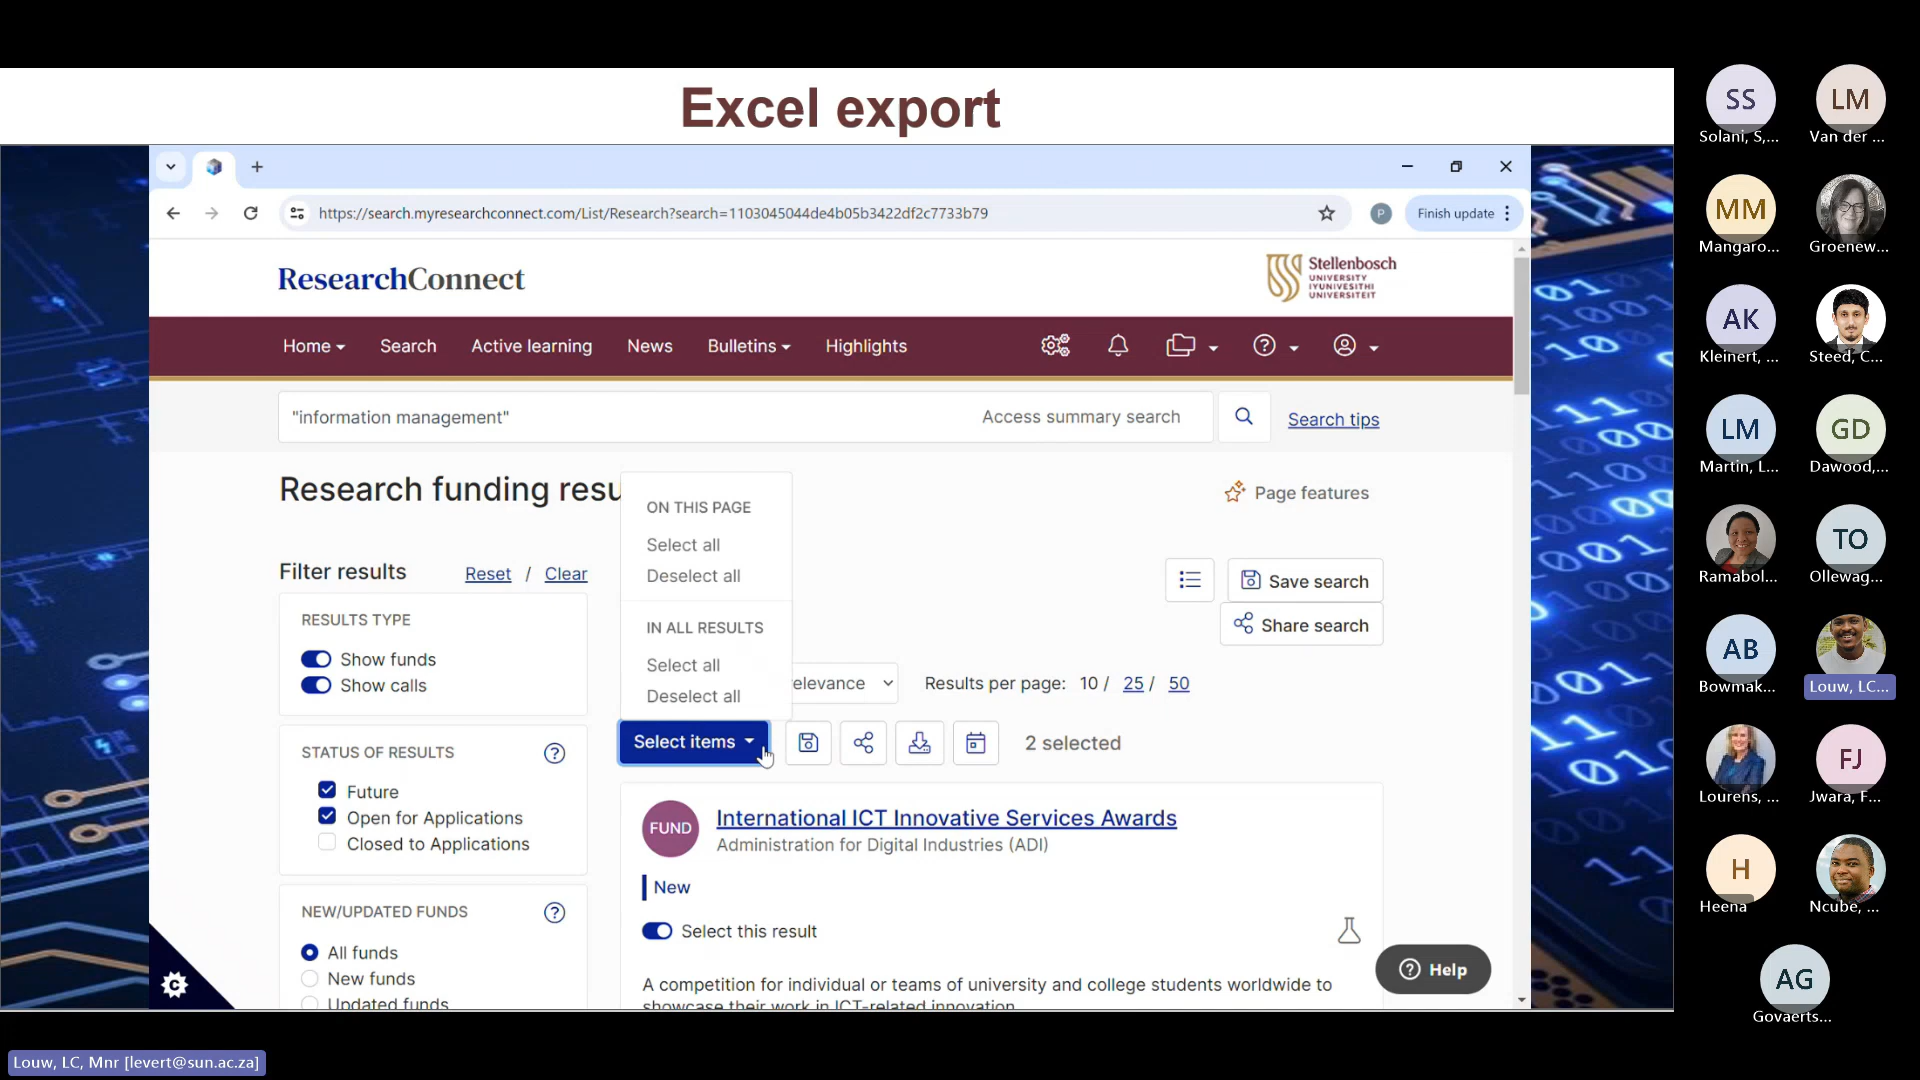 Excel export
https://search.myresearchconnect.com/List/Research?search=1103045044de4b05b3422df2c7733b79
P
Finish update
ResearchConnect
Stellenbosch
UNIVERSITY
IYUNIVESITHI
UNIVERSITEIT
Home
Search
Active learning
News
Bulletins
Highlights
"information management"
Access summary search
Search tips
Research funding resu
Page features
Filter results
Reset / Clear
RESULTS TYPE
Show funds
Show calls
STATUS OF RESULTS
Future
Open for Applications
Closed to Applications
NEW/UPDATED FUNDS
All funds
New funds
Updated funds
ON THIS PAGE
Select all
Deselect all
IN ALL RESULTS
Select all
Deselect all
Save search
Share search
elevance
Results per page: 10 / 25 / 50
Select items
2 selected
FUND
International ICT Innovative Services Awards
Administration for Digital Industries (ADI)
New
Select this result
A competition for individual or teams of university and college students worldwide to
showcase their work in ICT-related innovation.
Help
SS
Solani, S,...
LM
Van der ...
MM
Mangaro...
Groenew...
AK
Kleinert, ...
Steed, C...
LM
Martin, L...
GD
Dawood,...
Ramabol...
TO
Ollewag...
AB
Bowmak...
Louw, LC...
Lourens, ...
FJ
Jwara, F...
H
Heena
Ncube, ...
AG
Govaerts...
Louw, LC, Mnr [levert@sun.ac.za]